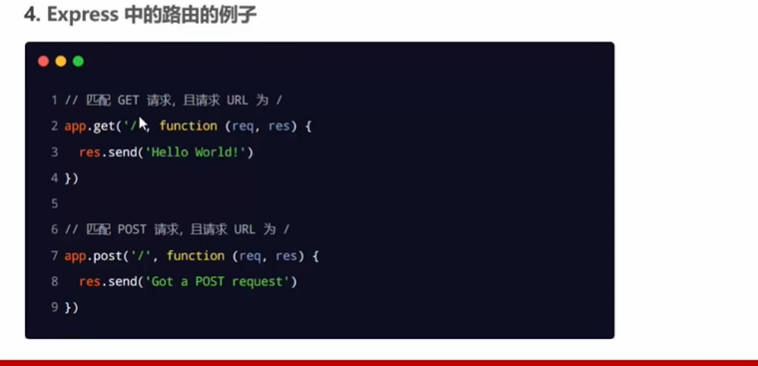 4. Express 中的路由的例子
1 // 匹配 GET 请求, 且请求 URL 为 /
2 app.get('/', function (req, res) {
3 res.send('Hello World!')
4 })
5
6 // 匹配 POST 请求, 且请求 URL 为 /
7 app.post('/', function (req, res) {
8 res.send('Got a POST request')
9 })